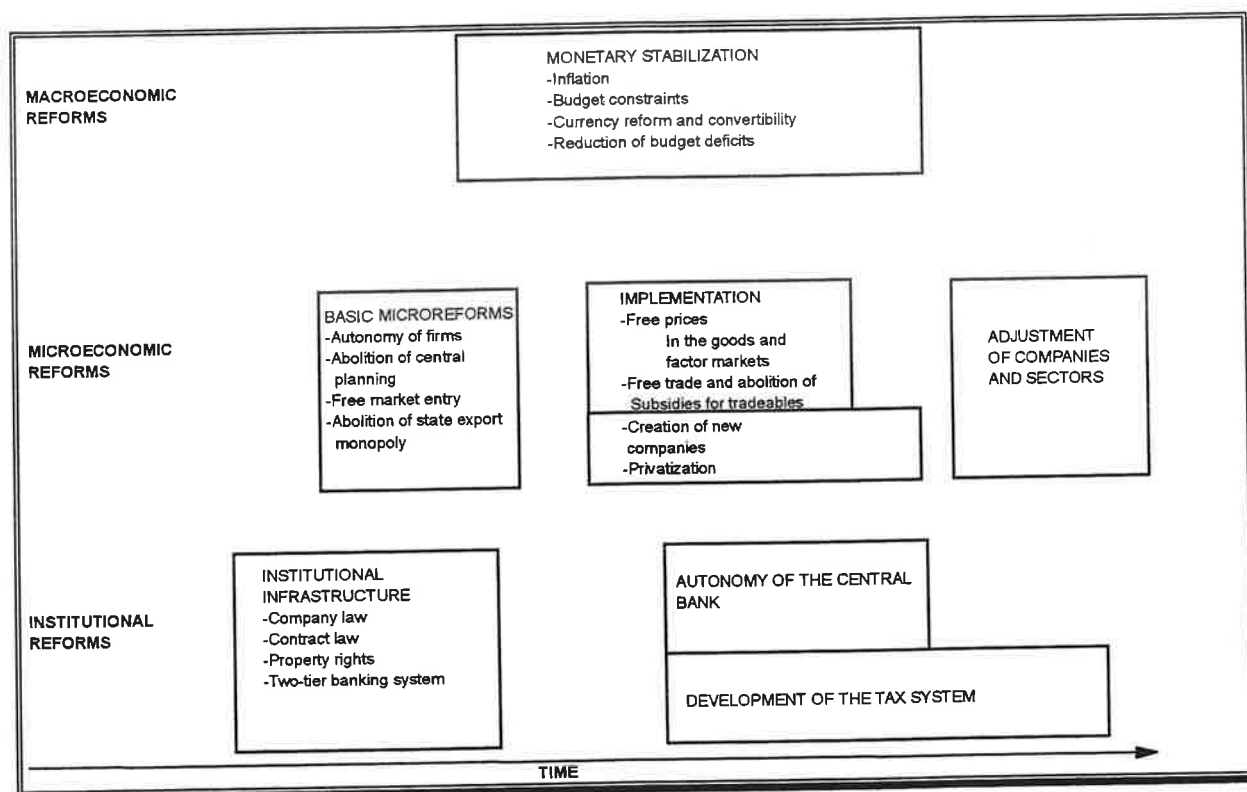 MONETARY STABILIZATION
-Inflation
-Budget constraints
-Currency reform and convertibility
-Reduction of budget deficits
MACROECONOMIC
REFORMS
MICROECONOMIC
REFORMS
BASIC MICROREFORMS
-Autonomy of firms
-Abolition of central
planning
-Free market entry
-Abolition of state export
monopoly
IMPLEMENTATION
-Free prices
In the goods and
factor markets
-Free trade and abolition of
Subsidies for tradeables
-Creation of new
companies
-Privatization
ADJUSTMENT
OF COMPANIES
AND SECTORS
INSTITUTIONAL
REFORMS
INSTITUTIONAL
INFRASTRUCTURE
-Company law
-Contract law
-Property rights
-Two-tier banking system
AUTONOMY OF THE CENTRAL
BANK
DEVELOPMENT OF THE TAX SYSTEM
TIME